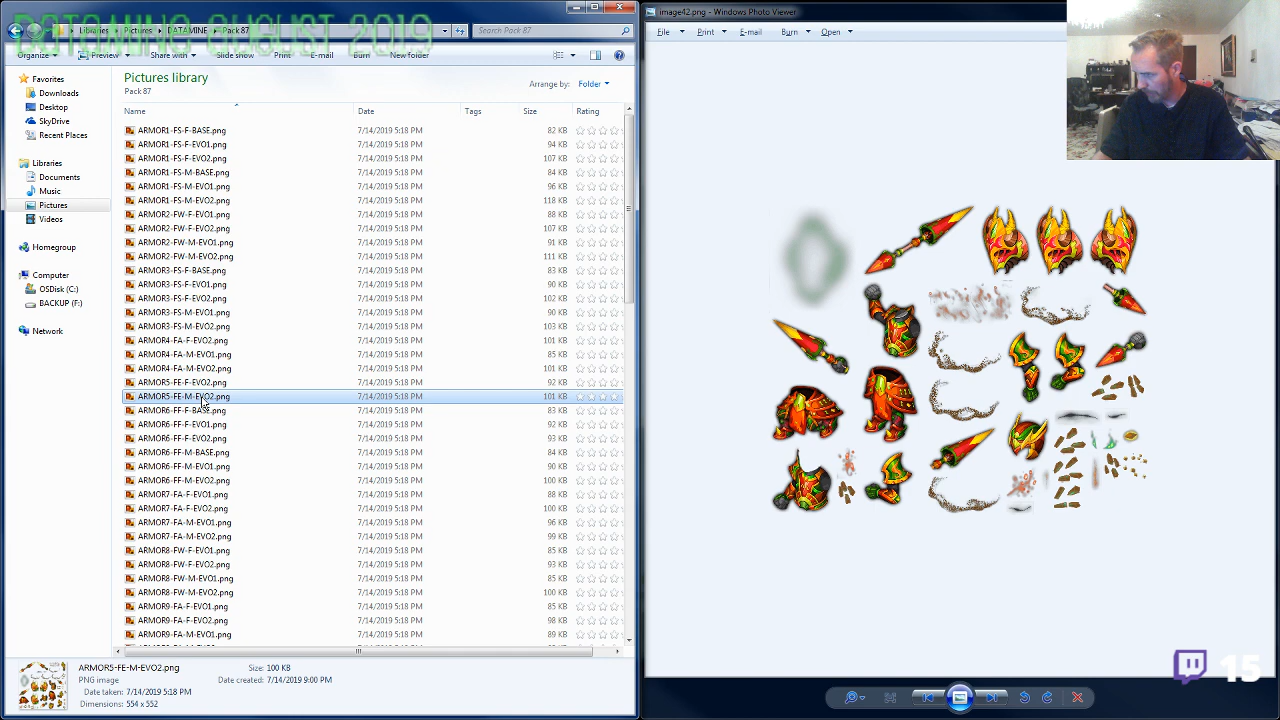 DATAMINE AUGUST 2019
Libraries ▸ Pictures ▸ DATAMINE ▸ Pack 87
Search Pack 87
Organize Preview Share with Slide show Print E-mail Burn New folder
Favorites
Downloads
Desktop
SkyDrive
Recent Places
Libraries
Documents
Music
Pictures
Videos
Homegroup
Computer
OSDisk (C:)
BACKUP (F:)
Network
Pictures library
Pack 87
Arrange by: Folder
Name Date Tags Size Rating
ARMOR1-FS-F-BASE.png 7/14/2019 5:18 PM 82 KB
ARMOR1-FS-F-EVO1.png 7/14/2019 5:18 PM 94 KB
ARMOR1-FS-F-EVO2.png 7/14/2019 5:18 PM 107 KB
ARMOR1-FS-M-BASE.png 7/14/2019 5:18 PM 84 KB
ARMOR1-FS-M-EVO1.png 7/14/2019 5:18 PM 96 KB
ARMOR1-FS-M-EVO2.png 7/14/2019 5:18 PM 118 KB
ARMOR2-FW-F-EVO1.png 7/14/2019 5:18 PM 88 KB
ARMOR2-FW-F-EVO2.png 7/14/2019 5:18 PM 107 KB
ARMOR2-FW-M-EVO1.png 7/14/2019 5:18 PM 91 KB
ARMOR2-FW-M-EVO2.png 7/14/2019 5:18 PM 111 KB
ARMOR3-FS-F-BASE.png 7/14/2019 5:18 PM 83 KB
ARMOR3-FS-F-EVO1.png 7/14/2019 5:18 PM 90 KB
ARMOR3-FS-F-EVO2.png 7/14/2019 5:18 PM 102 KB
ARMOR3-FS-M-EVO1.png 7/14/2019 5:18 PM 90 KB
ARMOR3-FS-M-EVO2.png 7/14/2019 5:18 PM 103 KB
ARMOR4-FA-F-EVO2.png 7/14/2019 5:18 PM 101 KB
ARMOR4-FA-M-EVO1.png 7/14/2019 5:18 PM 85 KB
ARMOR4-FA-M-EVO2.png 7/14/2019 5:18 PM 101 KB
ARMOR5-FE-F-EVO2.png 7/14/2019 5:18 PM 92 KB
ARMOR5-FE-M-EVO2.png 7/14/2019 5:18 PM 101 KB
ARMOR6-FF-F-BASE.png 7/14/2019 5:18 PM 83 KB
ARMOR6-FF-F-EVO1.png 7/14/2019 5:18 PM 92 KB
ARMOR6-FF-F-EVO2.png 7/14/2019 5:18 PM 93 KB
ARMOR6-FF-M-BASE.png 7/14/2019 5:18 PM 84 KB
ARMOR6-FF-M-EVO1.png 7/14/2019 5:18 PM 90 KB
ARMOR6-FF-M-EVO2.png 7/14/2019 5:18 PM 100 KB
ARMOR7-FA-F-EVO1.png 7/14/2019 5:18 PM 88 KB
ARMOR7-FA-F-EVO2.png 7/14/2019 5:18 PM 100 KB
ARMOR7-FA-M-EVO1.png 7/14/2019 5:18 PM 95 KB
ARMOR7-FA-M-EVO2.png 7/14/2019 5:18 PM 99 KB
ARMOR8-FW-F-EVO1.png 7/14/2019 5:18 PM 85 KB
ARMOR8-FW-F-EVO2.png 7/14/2019 5:18 PM 93 KB
ARMOR8-FW-M-EVO1.png 7/14/2019 5:18 PM 85 KB
ARMOR8-FW-M-EVO2.png 7/14/2019 5:18 PM 100 KB
ARMOR9-FA-F-EVO1.png 7/14/2019 5:18 PM 85 KB
ARMOR9-FA-F-EVO2.png 7/14/2019 5:18 PM 98 KB
ARMOR9-FA-M-EVO1.png 7/14/2019 5:18 PM 89 KB
ARMOR5-FE-M-EVO2.png Size: 100 KB
PNG image Date created: 7/14/2019 9:00 PM
Date taken: 7/14/2019 5:18 PM
Dimensions: 554 x 552
image42.png - Windows Photo Viewer
File Print E-mail Burn Open
15